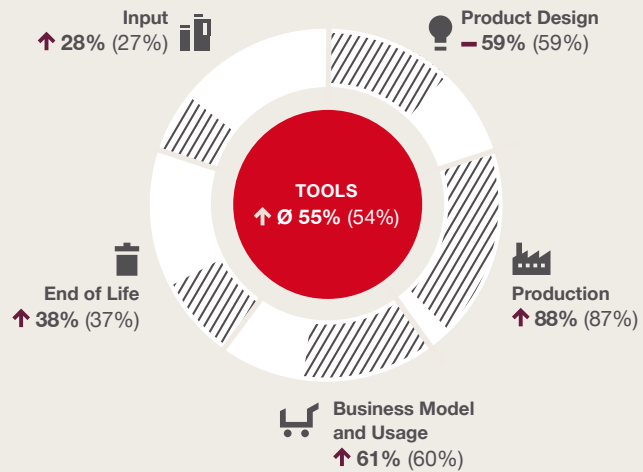 Input
↑ 28% (27%)
Product Design
– 59% (59%)
TOOLS
↑ Ø 55% (54%)
End of Life
↑ 38% (37%)
Production
↑ 88% (87%)
Business Model
and Usage
↑ 61% (60%)